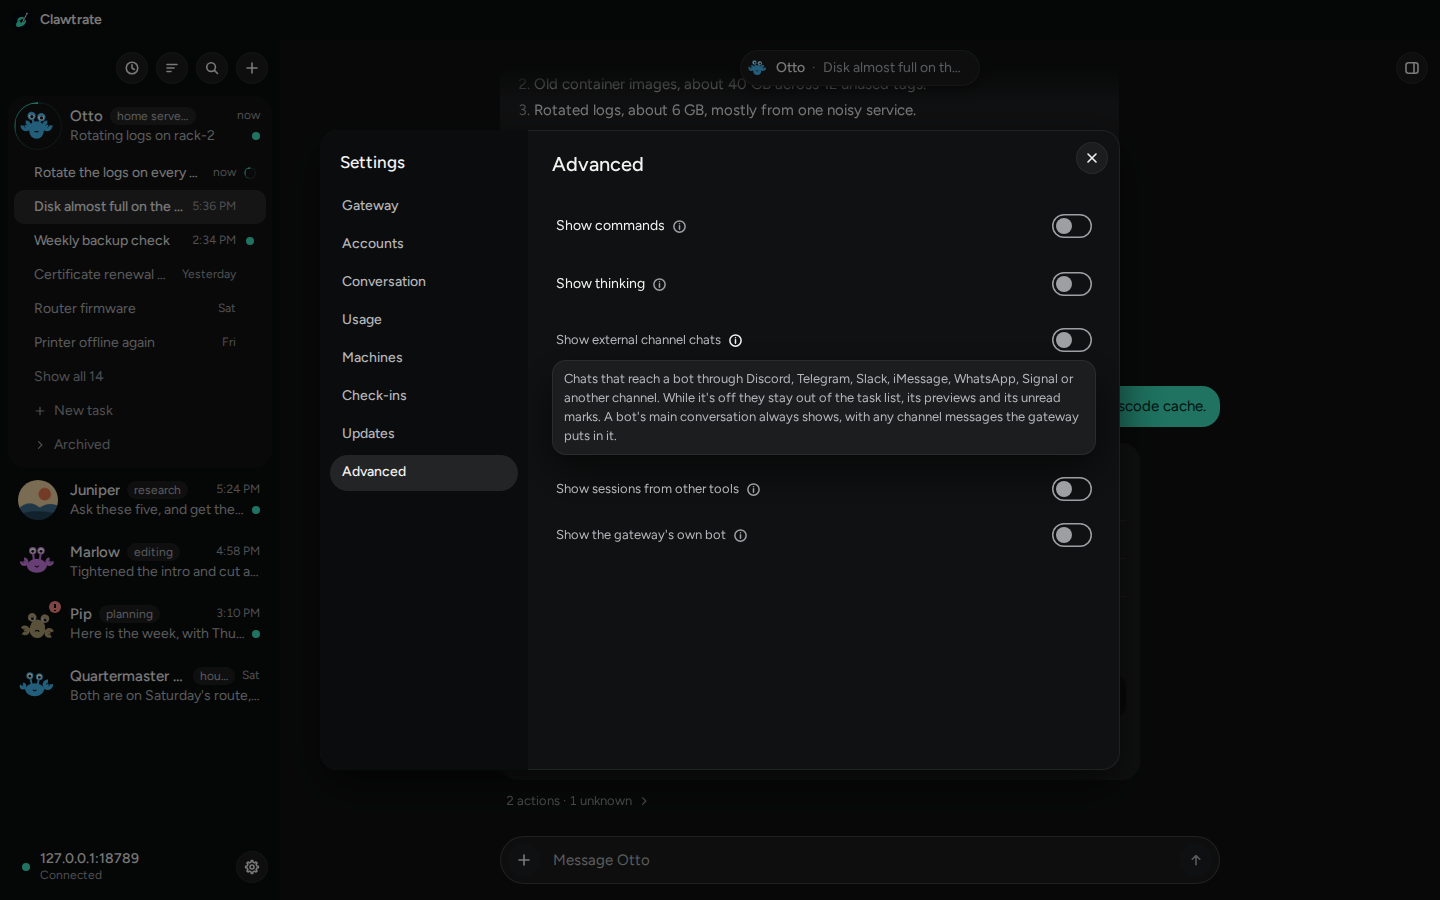 Clawtrate
Otto · Disk almost full on th...
Otto home serve... now
Rotating logs on rack-2
Rotate the logs on every ... now
Disk almost full on the ... 5:36 PM
Weekly backup check 2:34 PM
Certificate renewal ... Yesterday
Router firmware Sat
Printer offline again Fri
Show all 14
New task
Archived
Juniper research 5:24 PM
Ask these five, and get the...
Marlow editing 4:58 PM
Tightened the intro and cut a...
Pip planning 3:10 PM
Here is the week, with Thu...
Quartermaster ... hou... Sat
Both are on Saturday's route,...
127.0.0.1:18789
Connected
2. Old container images, about 40 GB across 12 unused tags.
3. Rotated logs, about 6 GB, mostly from one noisy service.
Settings
Gateway
Accounts
Conversation
Usage
Machines
Check-ins
Updates
Advanced
Advanced
Show commands
Show thinking
Show external channel chats
Chats that reach a bot through Discord, Telegram, Slack, iMessage, WhatsApp, Signal or
another channel. While it's off they stay out of the task list, its previews and its unread
marks. A bot's main conversation always shows, with any channel messages the gateway
puts in it.
Show sessions from other tools
Show the gateway's own bot
scode cache.
2 actions · 1 unknown
Message Otto